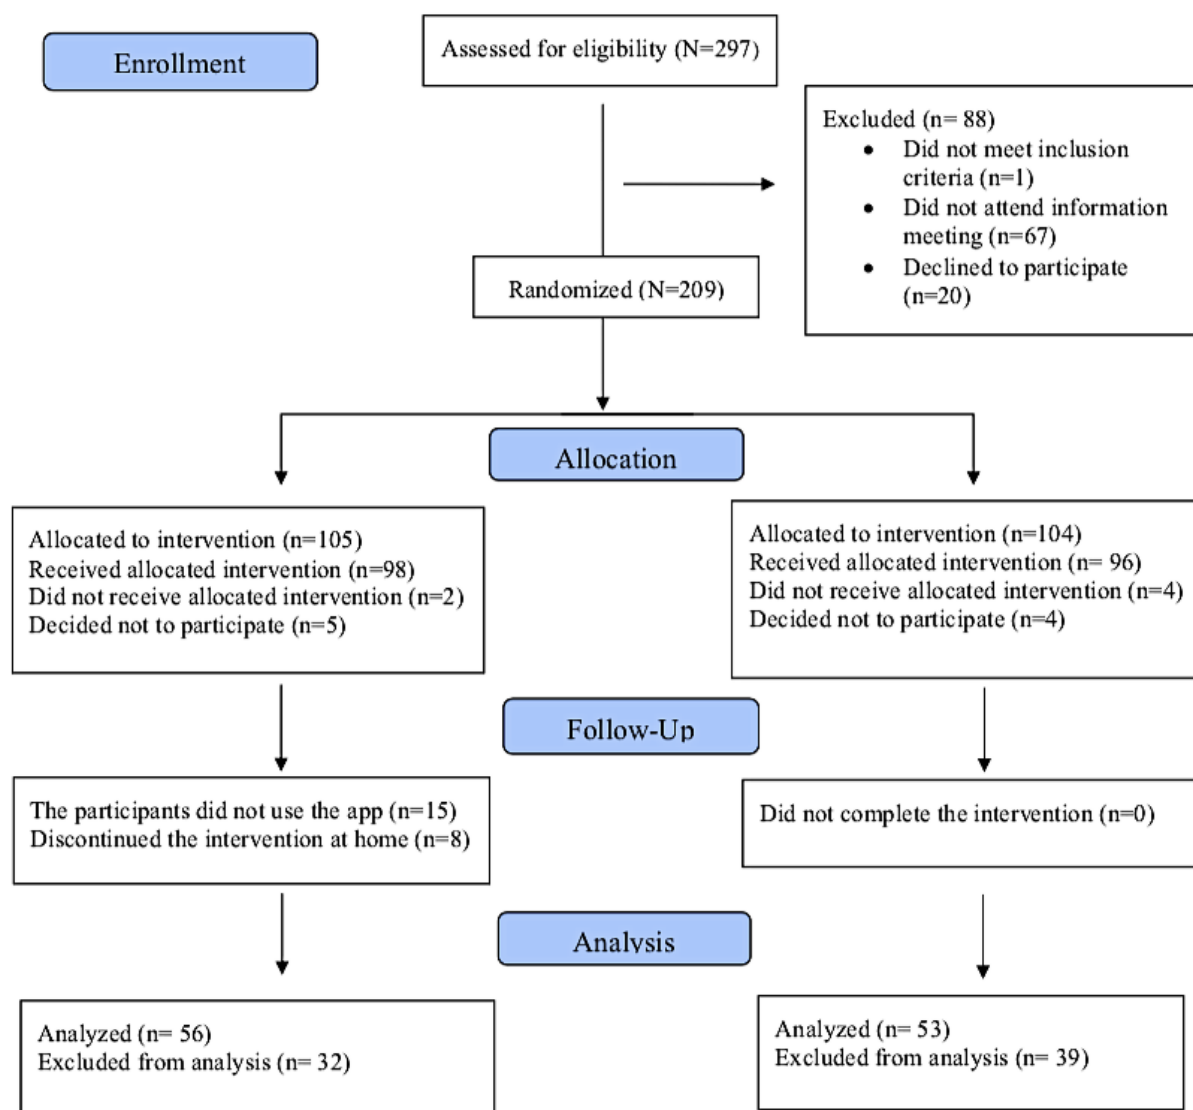 Enrollment
Assessed for eligibility (N=297)
Excluded (n= 88)
• Did not meet inclusion
criteria (n=1)
• Did not attend information
meeting (n=67)
• Declined to participate
(n=20)
Randomized (N=209)
Allocation
Allocated to intervention (n=105)
Received allocated intervention (n=98)
Did not receive allocated intervention (n=2)
Decided not to participate (n=5)
Allocated to intervention (n=104)
Received allocated intervention (n= 96)
Did not receive allocated intervention (n=4)
Decided not to participate (n=4)
Follow-Up
The participants did not use the app (n=15)
Discontinued the intervention at home (n=8)
Did not complete the intervention (n=0)
Analysis
Analyzed (n= 56)
Excluded from analysis (n= 32)
Analyzed (n= 53)
Excluded from analysis (n= 39)